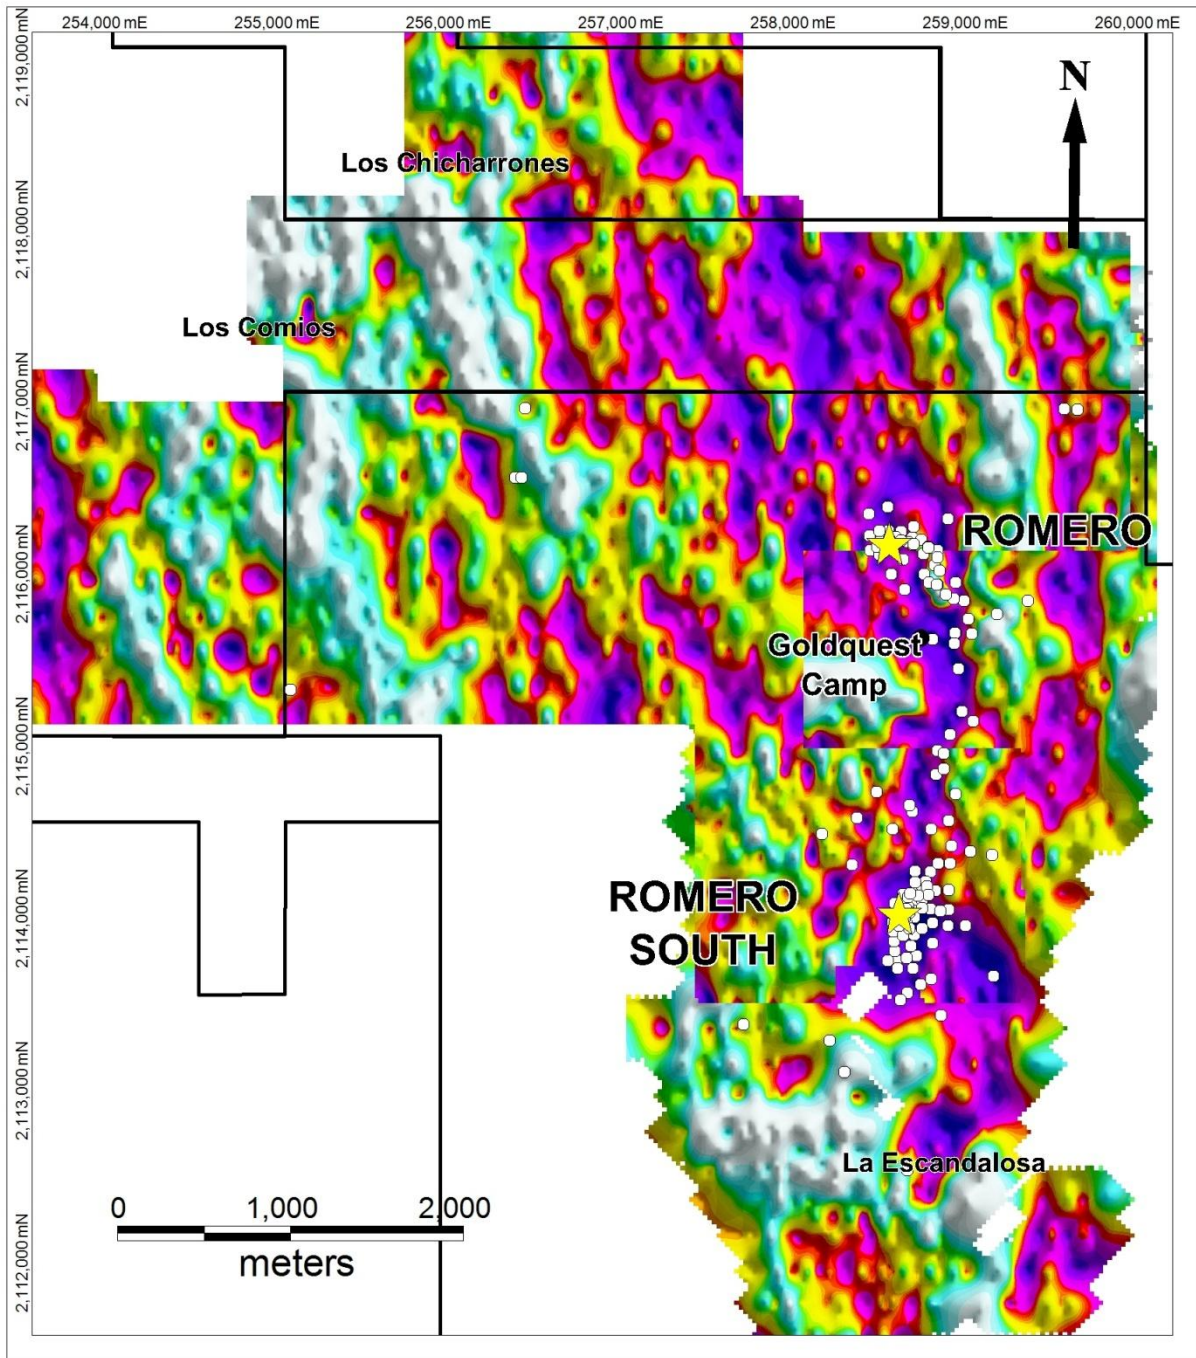 254,000 mE 255,000 mE 256,000 mE 257,000 mE 258,000 mE 259,000 mE 260,000 mE
2,119,000 mN
N
Los Chicharrones
2,118,000 mN
Los Comios
2,117,000 mN
ROMERO
2,116,000 mN
Goldquest
Camp
2,115,000 mN
ROMERO
SOUTH
2,114,000 mN
2,113,000 mN
La Escandalosa
0 1,000 2,000
meters
2,112,000 mN